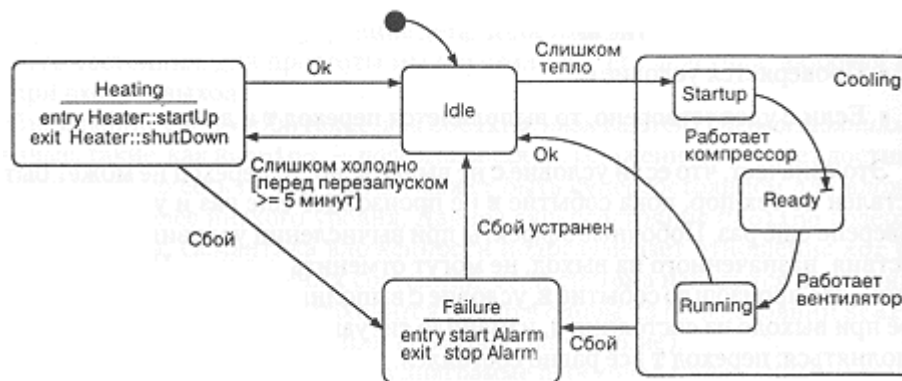 Heating
entry Heater::startUp
exit Heater::shutDown
Ok
Idle
Слишком
тепло
Cooling
Startup
Работает
компрессор
Ready
Ok
Слишком холодно
[перед перезапуском
>= 5 минут]
Сбой устранен
Сбой
Работает
вентилятор
Running
Failure
entry start Alarm
exit stop Alarm
Сбой